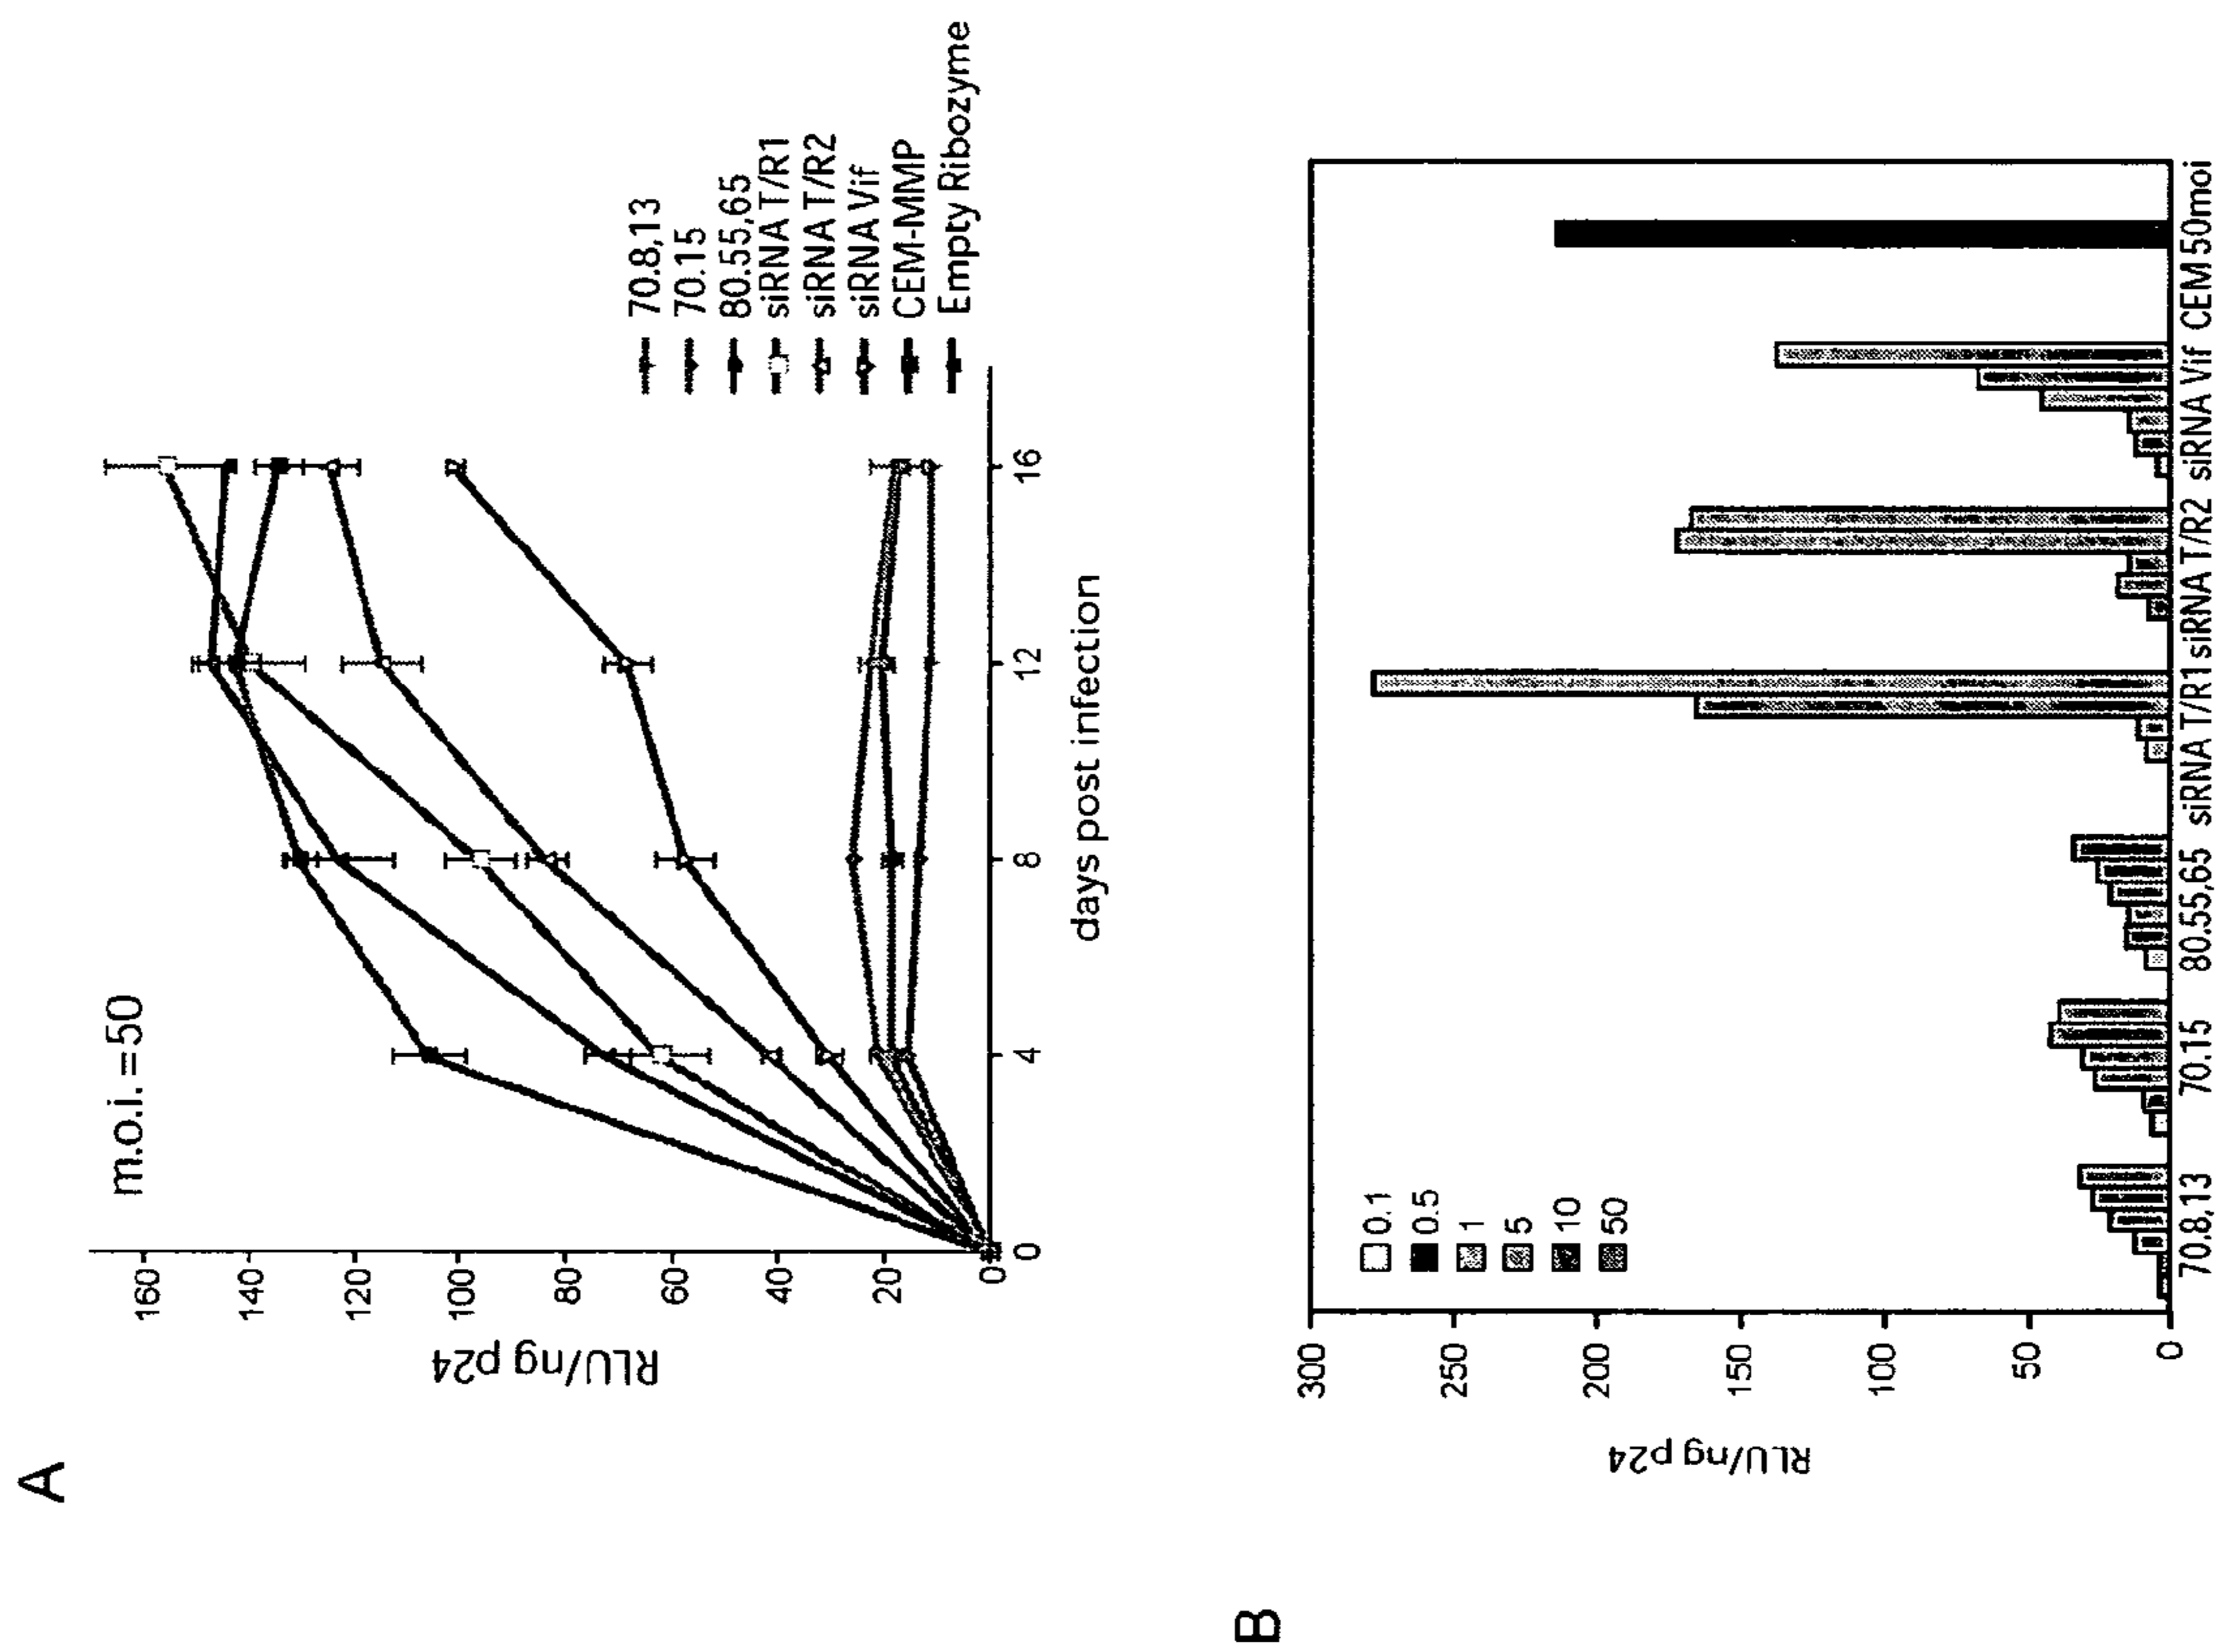 A
m.o.i. =50
RLU/ng p24
160
140
120
100
80
60
40
20
0
0 4 8 12 16
days post infection
70.8,13
70.15
80.55,65
siRNA T/R1
siRNA T/R2
siRNA Vif
CEM-MMP
Empty Ribozyme
B
RLU/ng p24
300
250
200
150
100
50
0
0.1
0.5
1
5
10
50
70,8,13 70.15 80.55,65 siRNA T/R1 siRNA T/R2 siRNA Vif CEM 50moi